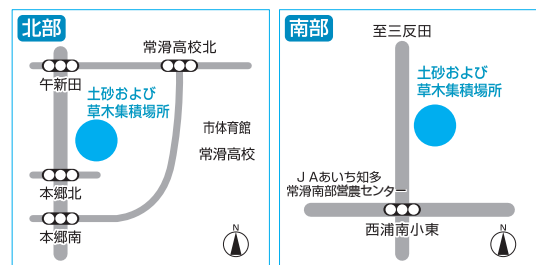 北部
常滑高校北
午新田
土砂および
草木集積場所
市体育館
常滑高校
本郷北
本郷南
N
南部
至三反田
土砂および
草木集積場所
JAあいち知多
常滑南部営農センター
西浦南小東
N